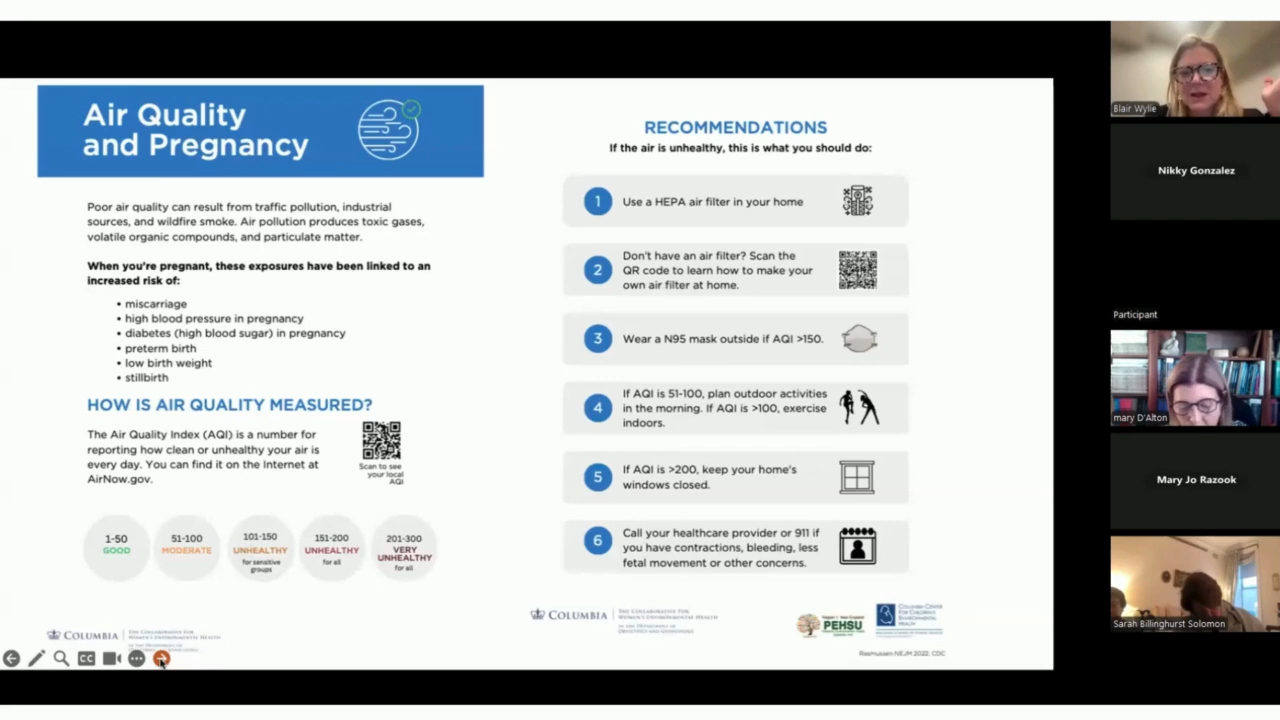 Air Quality
and Pregnancy
Poor air quality can result from traffic pollution, industrial
sources, and wildfire smoke. Air pollution produces toxic gases,
volatile organic compounds, and particulate matter.
When you're pregnant, these exposures have been linked to an
increased risk of:
• miscarriage
• high blood pressure in pregnancy
• diabetes (high blood sugar) in pregnancy
• preterm birth
• low birth weight
• stillbirth
HOW IS AIR QUALITY MEASURED?
The Air Quality Index (AQI) is a number for
reporting how clean or unhealthy your air is
every day. You can find it on the Internet at
AirNow.gov.
Scan to see
your local
AQI
1-50
GOOD
51-100
MODERATE
101-150
UNHEALTHY
for sensitive
groups
151-200
UNHEALTHY
for all
201-300
VERY
UNHEALTHY
for all
COLUMBIA
THE COLLABORATIVE FOR
WOMEN'S ENVIRONMENTAL HEALTH
RECOMMENDATIONS
If the air is unhealthy, this is what you should do:
1
Use a HEPA air filter in your home
2
Don't have an air filter? Scan the
QR code to learn how to make your
own air filter at home.
3
Wear a N95 mask outside if AQI >150.
4
If AQI is 51-100, plan outdoor activities
in the morning. If AQI is >100, exercise
indoors.
5
If AQI is >200, keep your home's
windows closed.
6
Call your healthcare provider or 911 if
you have contractions, bleeding, less
fetal movement or other concerns.
COLUMBIA
THE COLLABORATIVE FOR
WOMEN'S ENVIRONMENTAL HEALTH
IN THE DEPARTMENT OF
OBSTETRICS AND GYNECOLOGY
PEHSU
COLUMBIA CENTER
FOR CHILDREN'S
ENVIRONMENTAL
HEALTH
Rasmussen NEJM 2022, CDC
CC
Blair Wylie
Nikky Gonzalez
Participant
mary D'Alton
Mary Jo Razook
Sarah Billinghurst Solomon